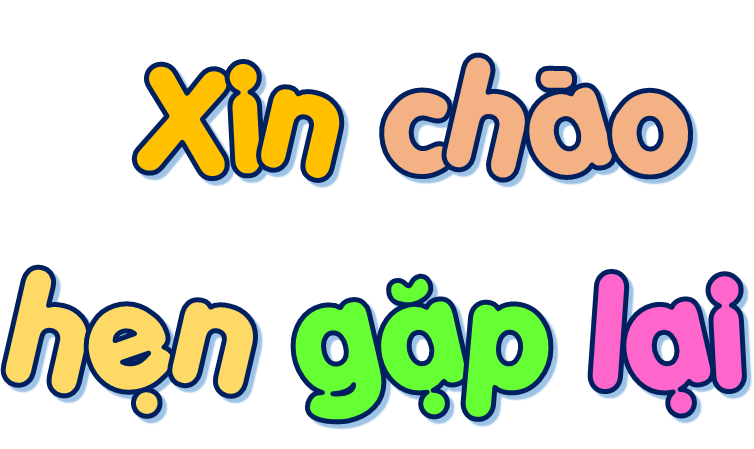 Xin chào
hẹn gặp lại